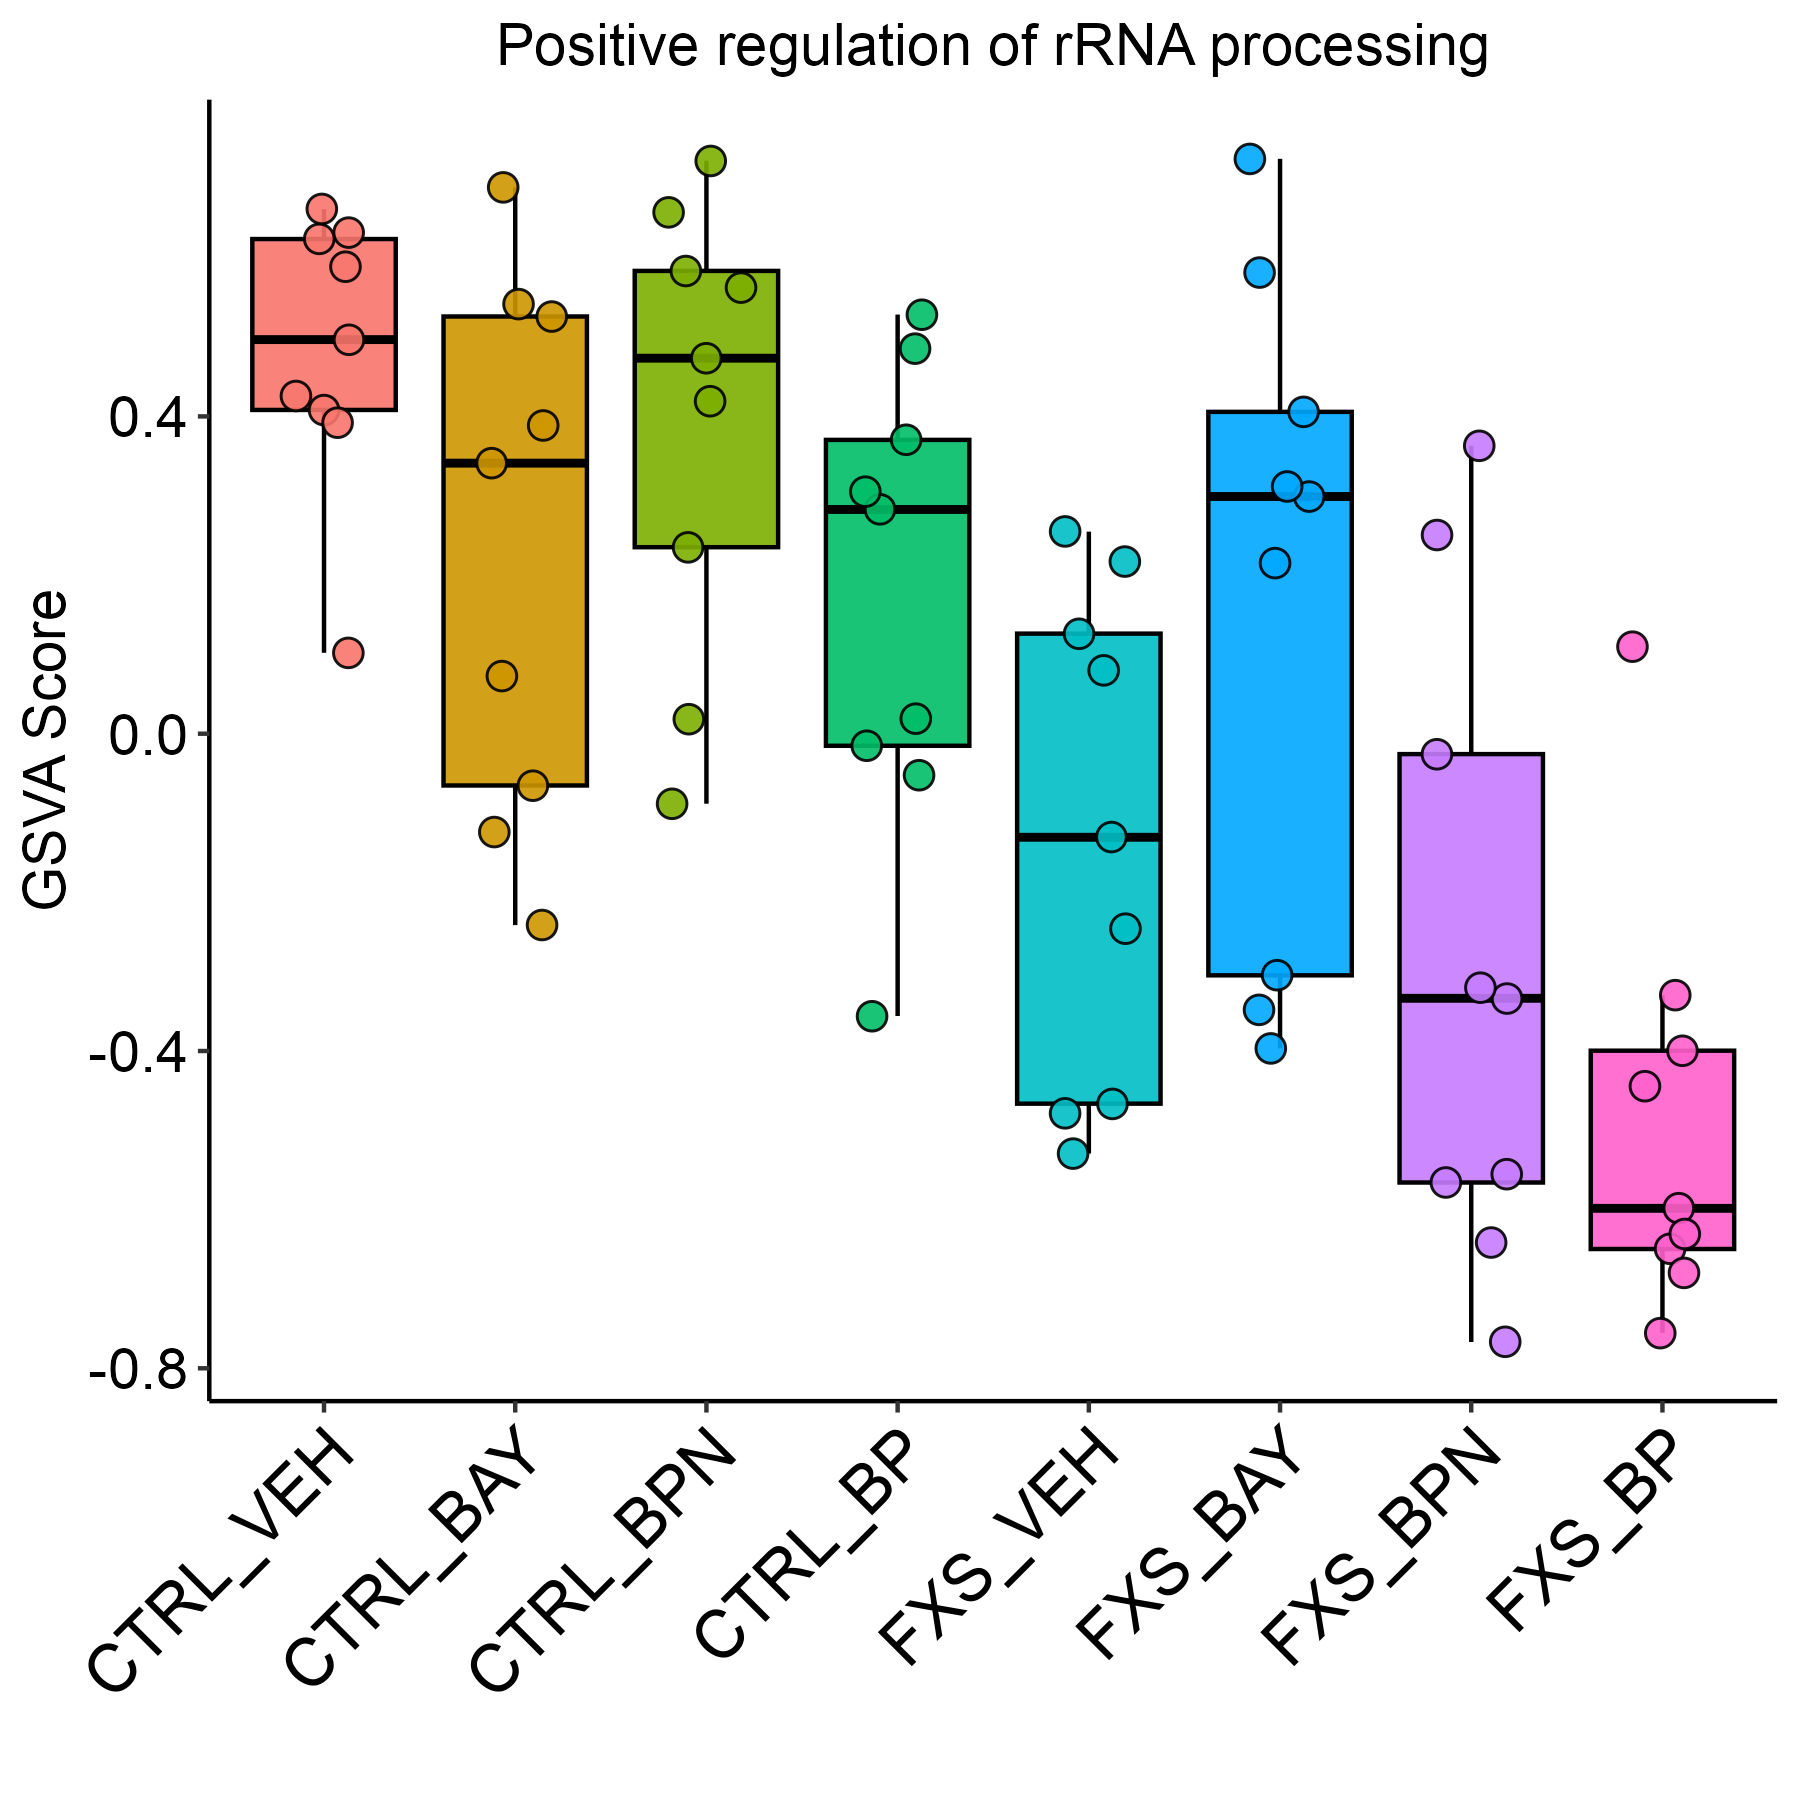 Positive regulation of rRNA processing
GSVA Score
0.4
0.0
-0.4
-0.8
CTRL_VEH
CTRL_BAY
CTRL_BPN
CTRL_BP
FXS_VEH
FXS_BAY
FXS_BPN
FXS_BP